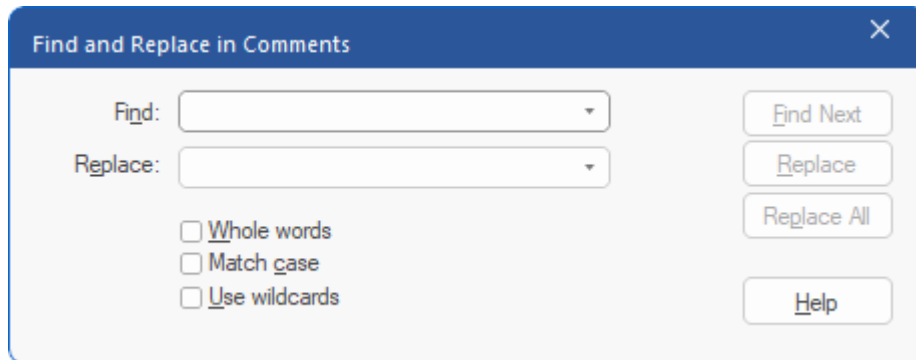 Find and Replace in Comments
Find:
Find Next
Replace:
Replace
Replace All
Whole words
Match case
Use wildcards
Help